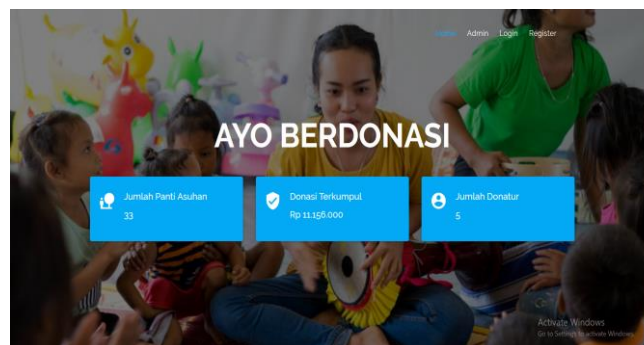 Home Admin Login Register
AYO BERDONASI
Jumlah Panti Asuhan
33
Donasi Terkumpul
Rp 11.156.000
Jumlah Donatur
5
Activate Windows
Go to Settings to activate Windows.